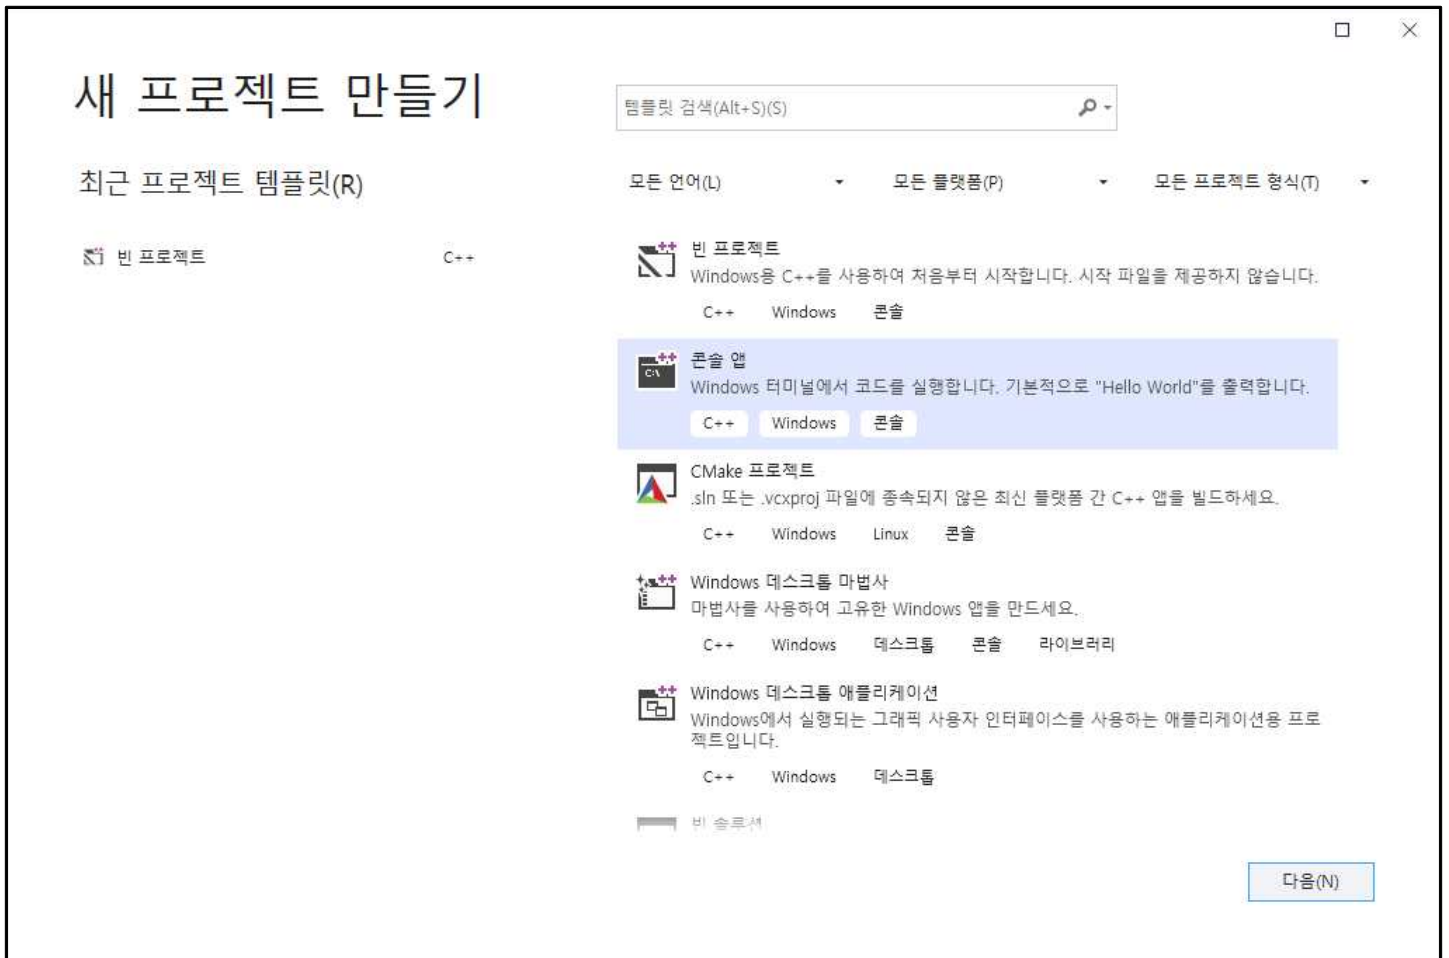 새 프로젝트 만들기
템플릿 검색(Alt+S)(S)
최근 프로젝트 템플릿(R)
모든 언어(L) 모든 플랫폼(P) 모든 프로젝트 형식(T)
빈 프로젝트 C++
빈 프로젝트
Windows용 C++를 사용하여 처음부터 시작합니다. 시작 파일을 제공하지 않습니다.
C++ Windows 콘솔
콘솔 앱
Windows 터미널에서 코드를 실행합니다. 기본적으로 "Hello World"를 출력합니다.
C++ Windows 콘솔
CMake 프로젝트
.sln 또는 .vcxproj 파일에 종속되지 않은 최신 플랫폼 간 C++ 앱을 빌드하세요.
C++ Windows Linux 콘솔
Windows 데스크톱 마법사
마법사를 사용하여 고유한 Windows 앱을 만드세요.
C++ Windows 데스크톱 콘솔 라이브러리
Windows 데스크톱 애플리케이션
Windows에서 실행되는 그래픽 사용자 인터페이스를 사용하는 애플리케이션용 프로
젝트입니다.
C++ Windows 데스크톱
빈 솔루션
다음(N)